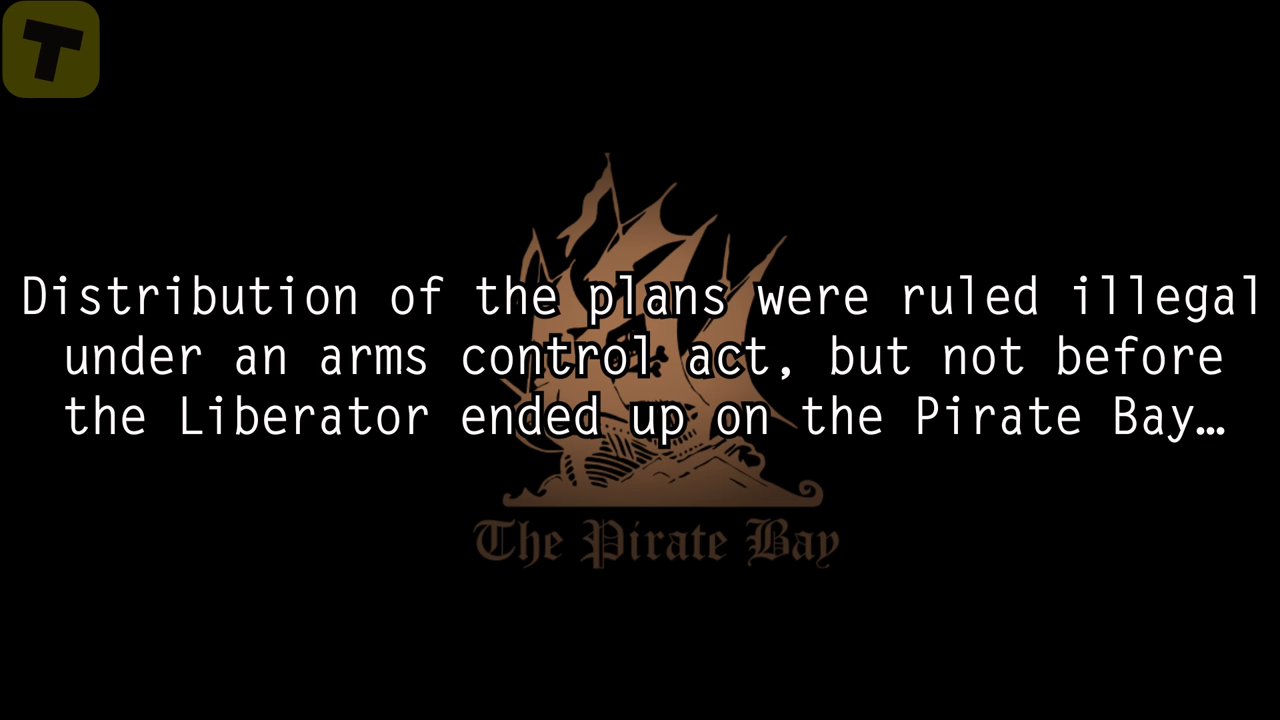 T
Distribution of the plans were ruled illegal
under an arms control act, but not before
the Liberator ended up on the Pirate Bay…
The Pirate Bay